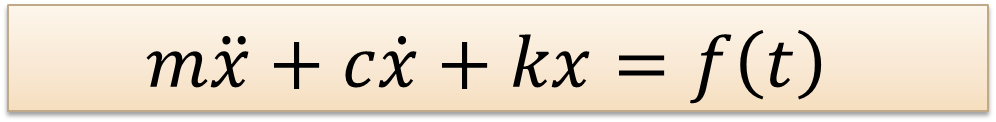 mẍ + cẋ + kx = f(t)